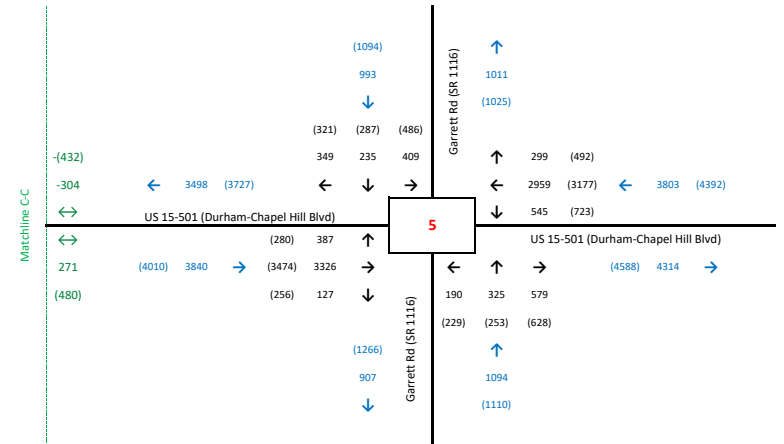 (1094)
993
↓
↑
1011
(1025)
Garrett Rd (SR 1116)
(321) (287) (486)
349 235 409
← ↓ →
↑ 299 (492)
← 2959 (3177) ← 3803 (4392)
↓ 545 (723)
Matchline C-C
-(432)
-304 ← 3498 (3727)
↔
US 15-501 (Durham-Chapel Hill Blvd)
5
US 15-501 (Durham-Chapel Hill Blvd)
↔
(280) 387 ↑
271 (4010) 3840 → (3474) 3326 →
(480) (256) 127 ↓
← ↑ →
190 325 579
(229) (253) (628)
(4588) 4314 →
Garrett Rd (SR 1116)
(1266)
907
↓
↑
1094
(1110)